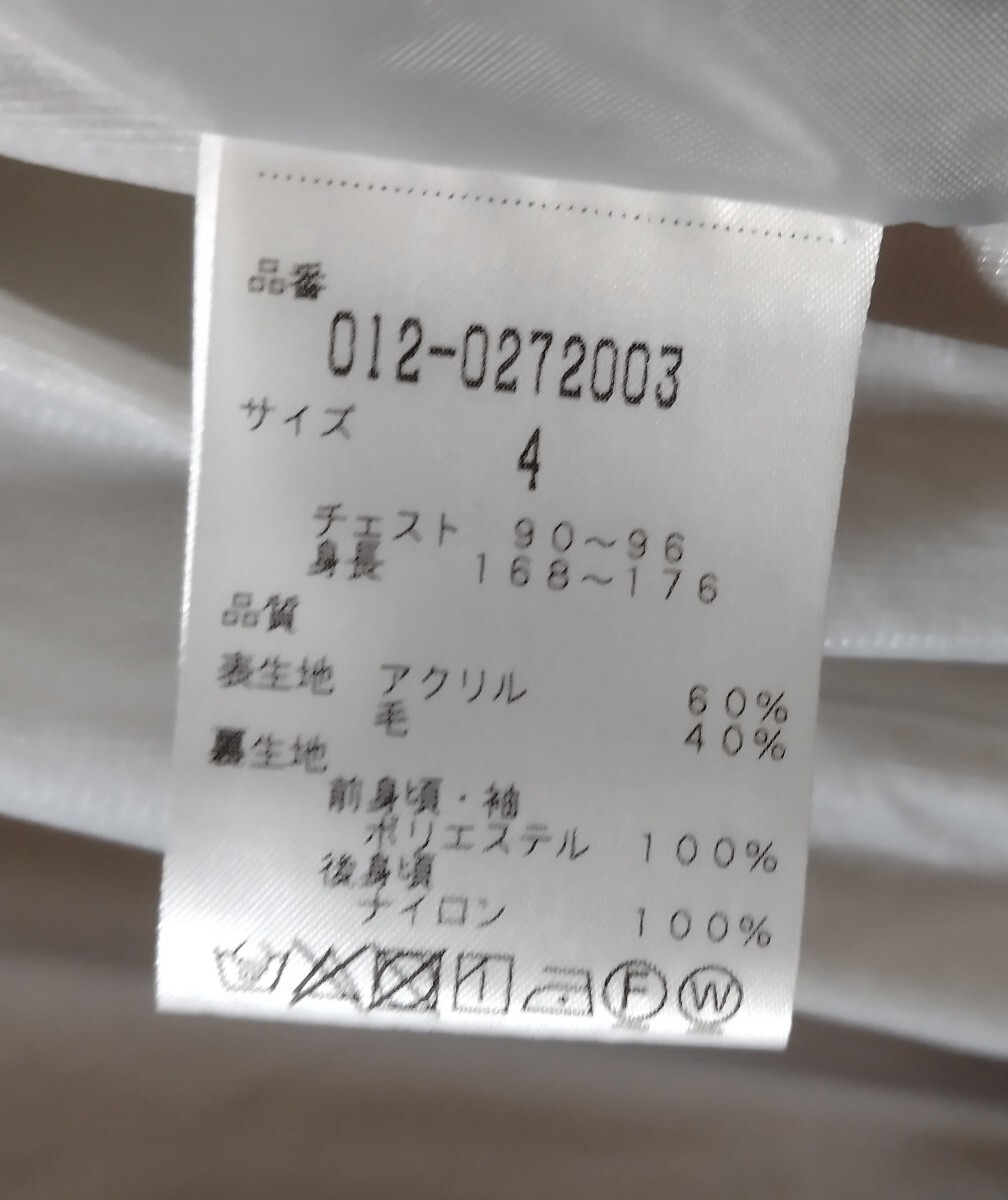 品番
012-0272003
サイズ
4
チェスト 90～96
身長 168～176
品質
表生地 アクリル 60%
毛 40%
裏生地
前身頃・袖
ポリエステル 100%
後身頃
ナイロン 100%
F W